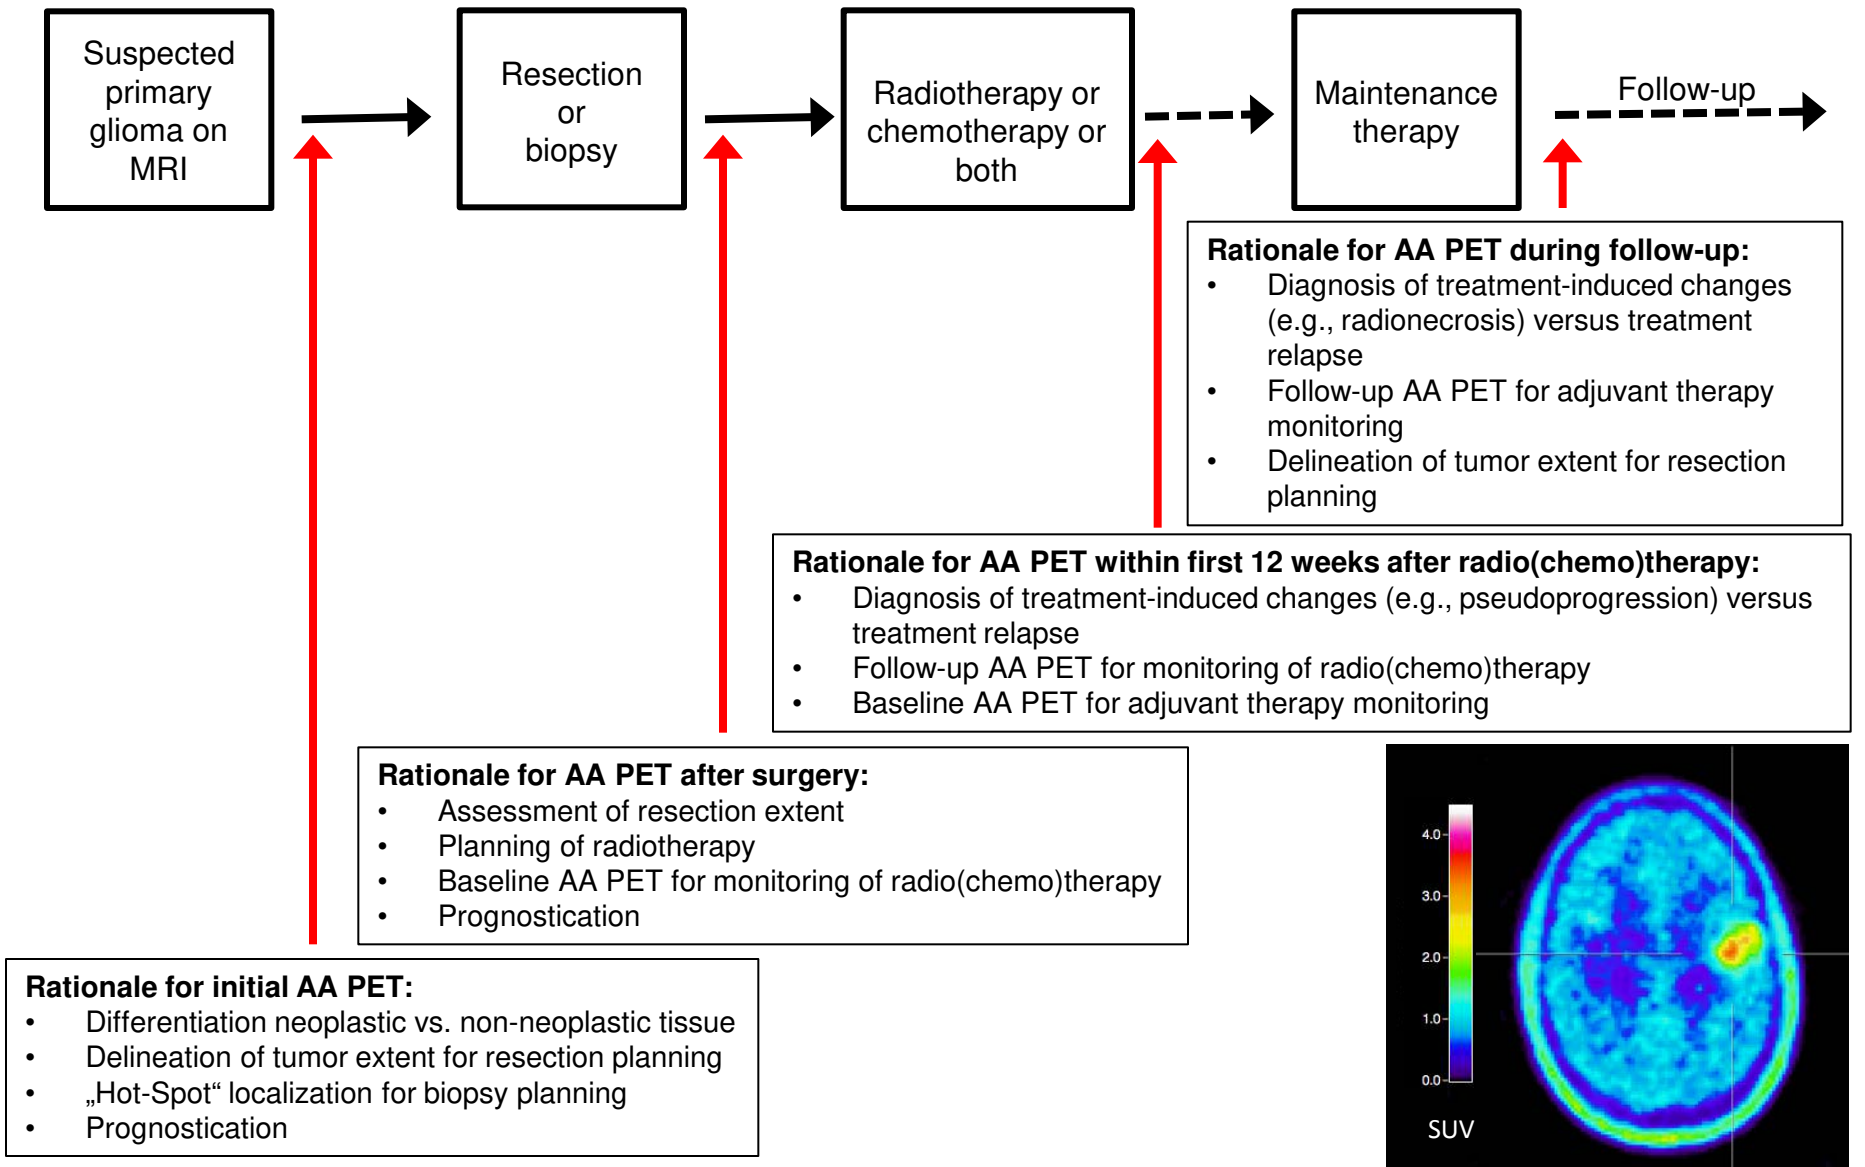 Suspected
primary
glioma on
MRI
Resection
or
biopsy
Radiotherapy or
chemotherapy or
both
Maintenance
therapy
Follow-up
Rationale for AA PET during follow-up:
• Diagnosis of treatment-induced changes
(e.g., radionecrosis) versus treatment
relapse
• Follow-up AA PET for adjuvant therapy
monitoring
• Delineation of tumor extent for resection
planning
Rationale for AA PET within first 12 weeks after radio(chemo)therapy:
• Diagnosis of treatment-induced changes (e.g., pseudoprogression) versus
treatment relapse
• Follow-up AA PET for monitoring of radio(chemo)therapy
• Baseline AA PET for adjuvant therapy monitoring
Rationale for AA PET after surgery:
• Assessment of resection extent
• Planning of radiotherapy
• Baseline AA PET for monitoring of radio(chemo)therapy
• Prognostication
Rationale for initial AA PET:
• Differentiation neoplastic vs. non-neoplastic tissue
• Delineation of tumor extent for resection planning
• „Hot-Spot“ localization for biopsy planning
• Prognostication
4.0
3.0
2.0
1.0
0.0
SUV